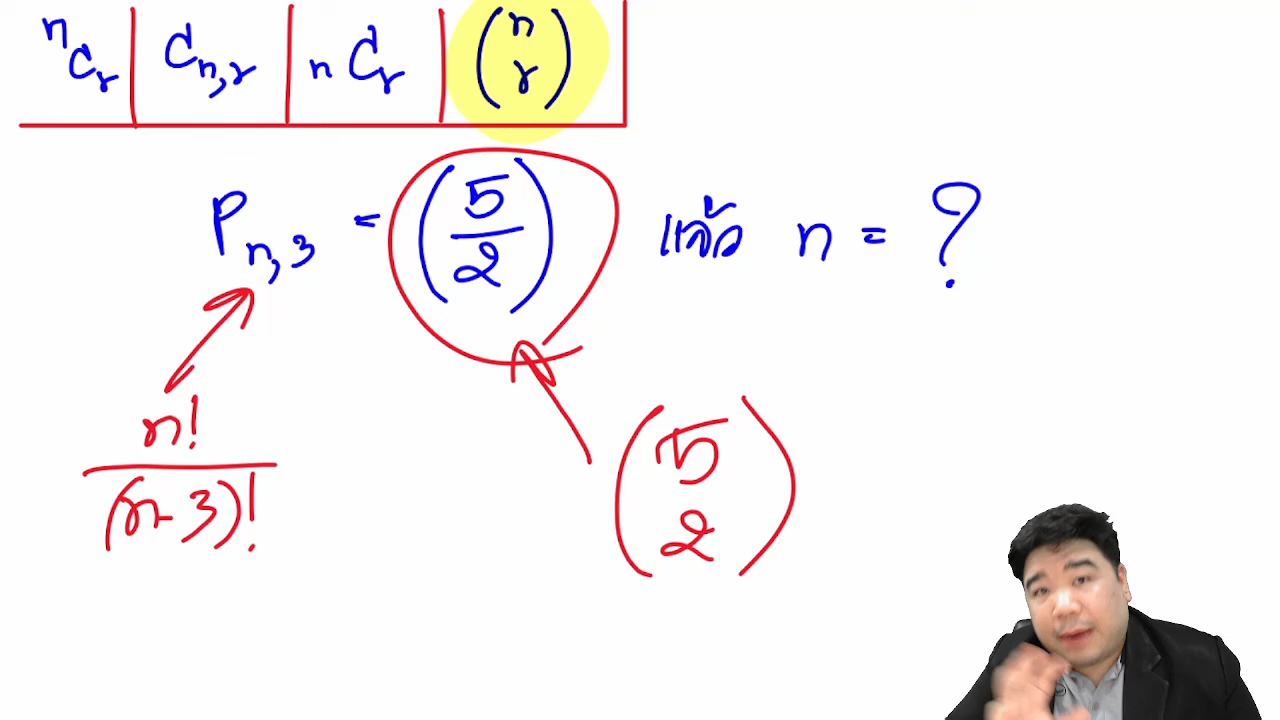 ⁿCᵣ | Cₙ,ᵣ | nCᵣ | (n r)
Pₙ,₃ = (5/2) แล้ว n = ?
n!
(n-3)!
(5
2)